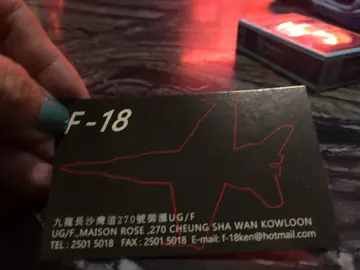 F-18
九龍長沙灣道270號御匯UG/F
UG/F.,MAISON ROSE ,270 CHEUNG SHA WAN KOWLOON
TEL : 2501 5018 FAX : 2501 5018 E-mail: f-18ken@hotmail.com